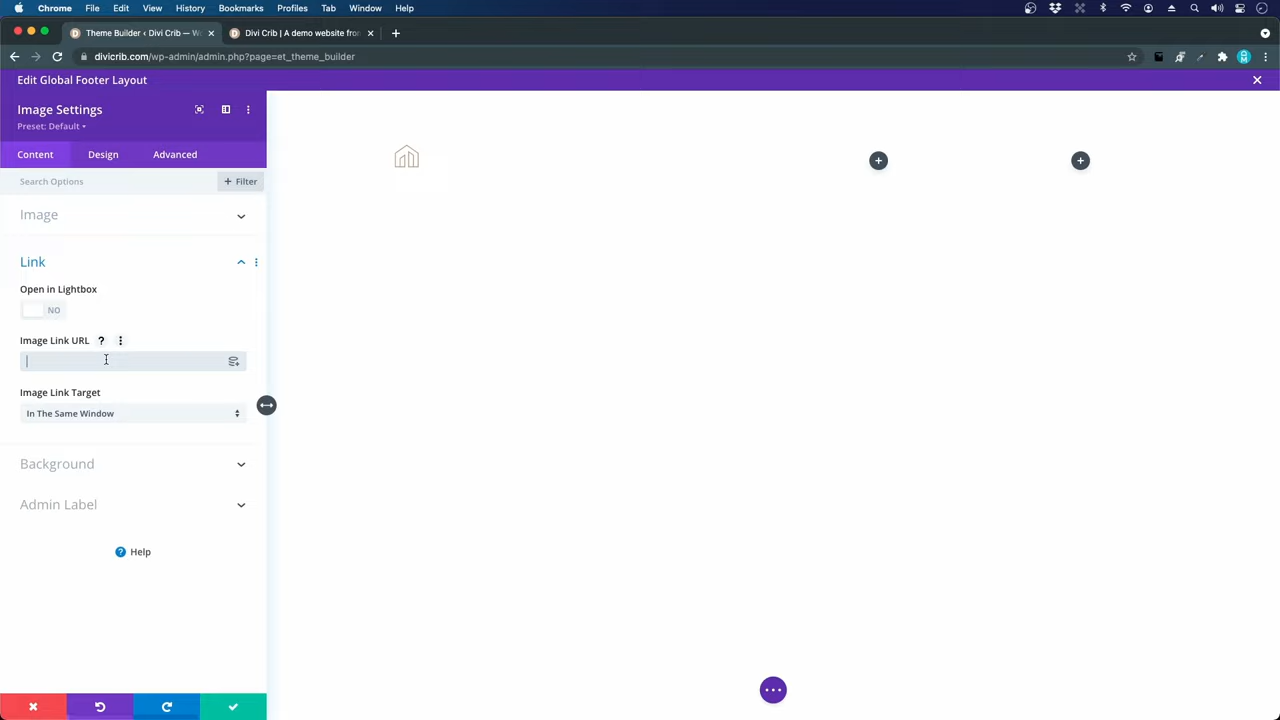 Chrome File Edit View History Bookmarks Profiles Tab Window Help
Theme Builder ‹ Divi Crib — W
Divi Crib | A demo website from
divicrib.com/wp-admin/admin.php?page=et_theme_builder
Edit Global Footer Layout
Image Settings
Preset: Default
Content Design Advanced
Search Options + Filter
Image
Link
Open in Lightbox
NO
Image Link URL ?
Image Link Target
In The Same Window
Background
Admin Label
? Help